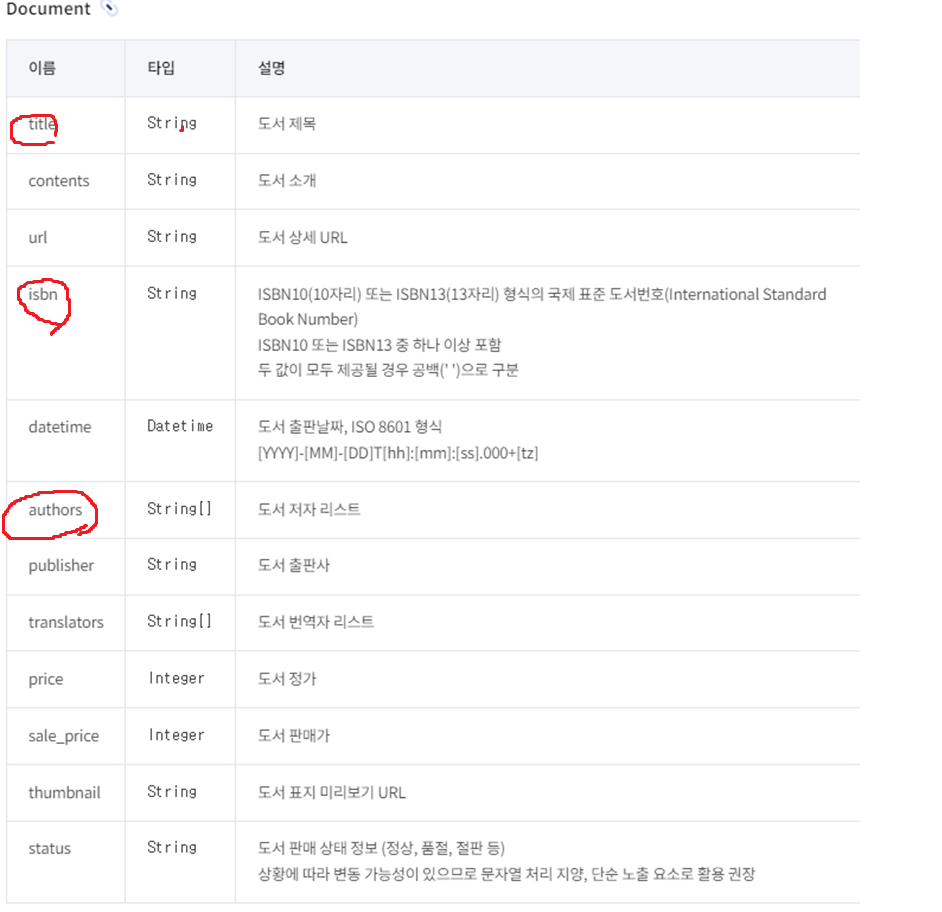 Document
이름 타입 설명
title String 도서 제목
contents String 도서 소개
url String 도서 상세 URL
isbn String ISBN10(10자리) 또는 ISBN13(13자리) 형식의 국제 표준 도서번호(International Standard
Book Number)
ISBN10 또는 ISBN13 중 하나 이상 포함
두 값이 모두 제공될 경우 공백(' ')으로 구분
datetime Datetime 도서 출판날짜, ISO 8601 형식
[YYYY]-[MM]-[DD]T[hh]:[mm]:[ss].000+[tz]
authors String[] 도서 저자 리스트
publisher String 도서 출판사
translators String[] 도서 번역자 리스트
price Integer 도서 정가
sale_price Integer 도서 판매가
thumbnail String 도서 표지 미리보기 URL
status String 도서 판매 상태 정보 (정상, 품절, 절판 등)
상황에 따라 변동 가능성이 있으므로 문자열 처리 지양, 단순 노출 요소로 활용 권장